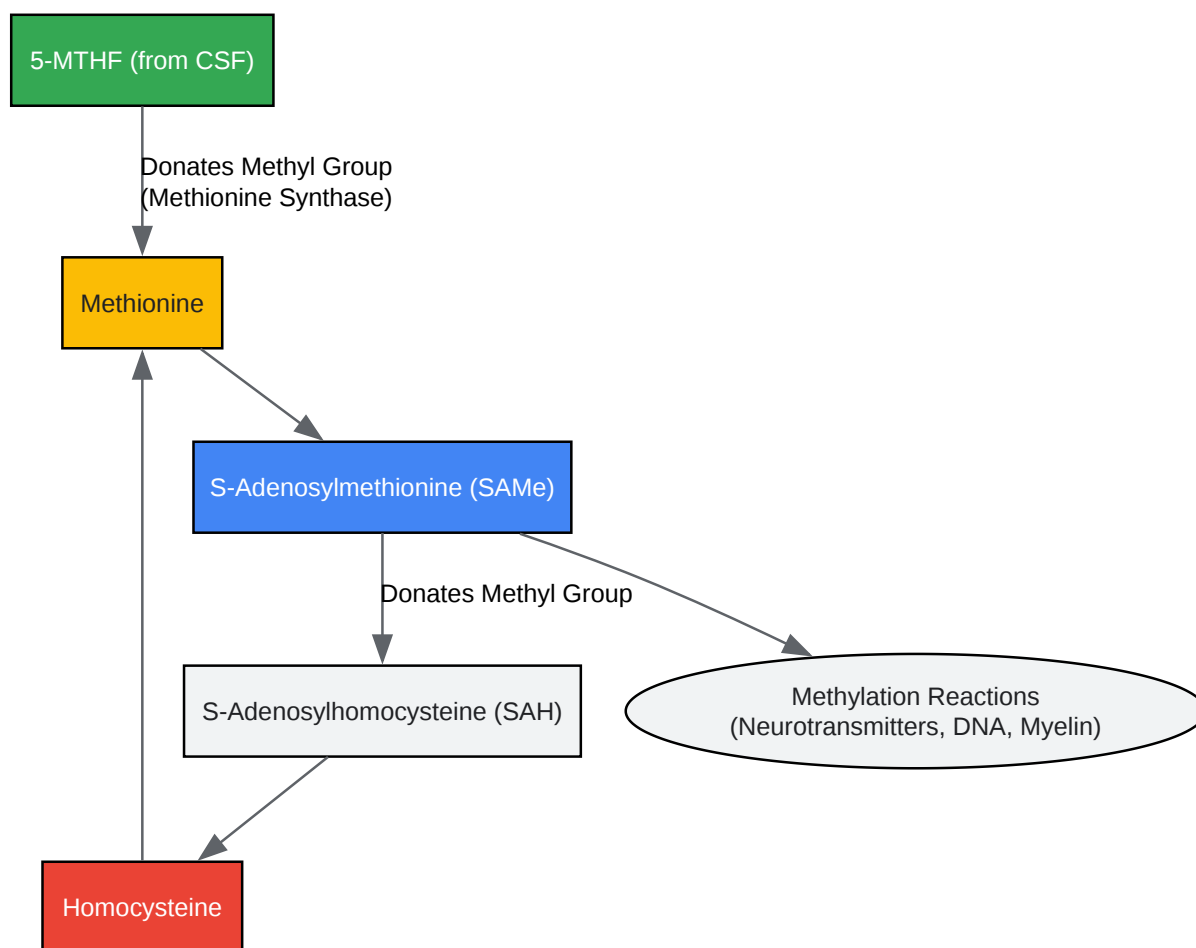 5-MTHF (from CSF)
Donates Methyl Group
(Methionine Synthase)
Methionine
S-Adenosylmethionine (SAMe)
Donates Methyl Group
S-Adenosylhomocysteine (SAH)
Methylation Reactions
(Neurotransmitters, DNA, Myelin)
Homocysteine